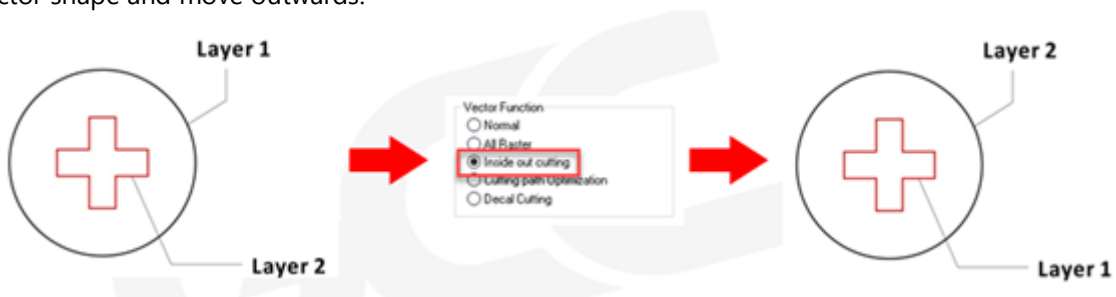 ctor shape and move outwards.
Layer 1
Layer 2
Vector Function
Normal
All Raster
Inside out cutting
Cutting path Optimization
Decal Cutting
Layer 2
Layer 1